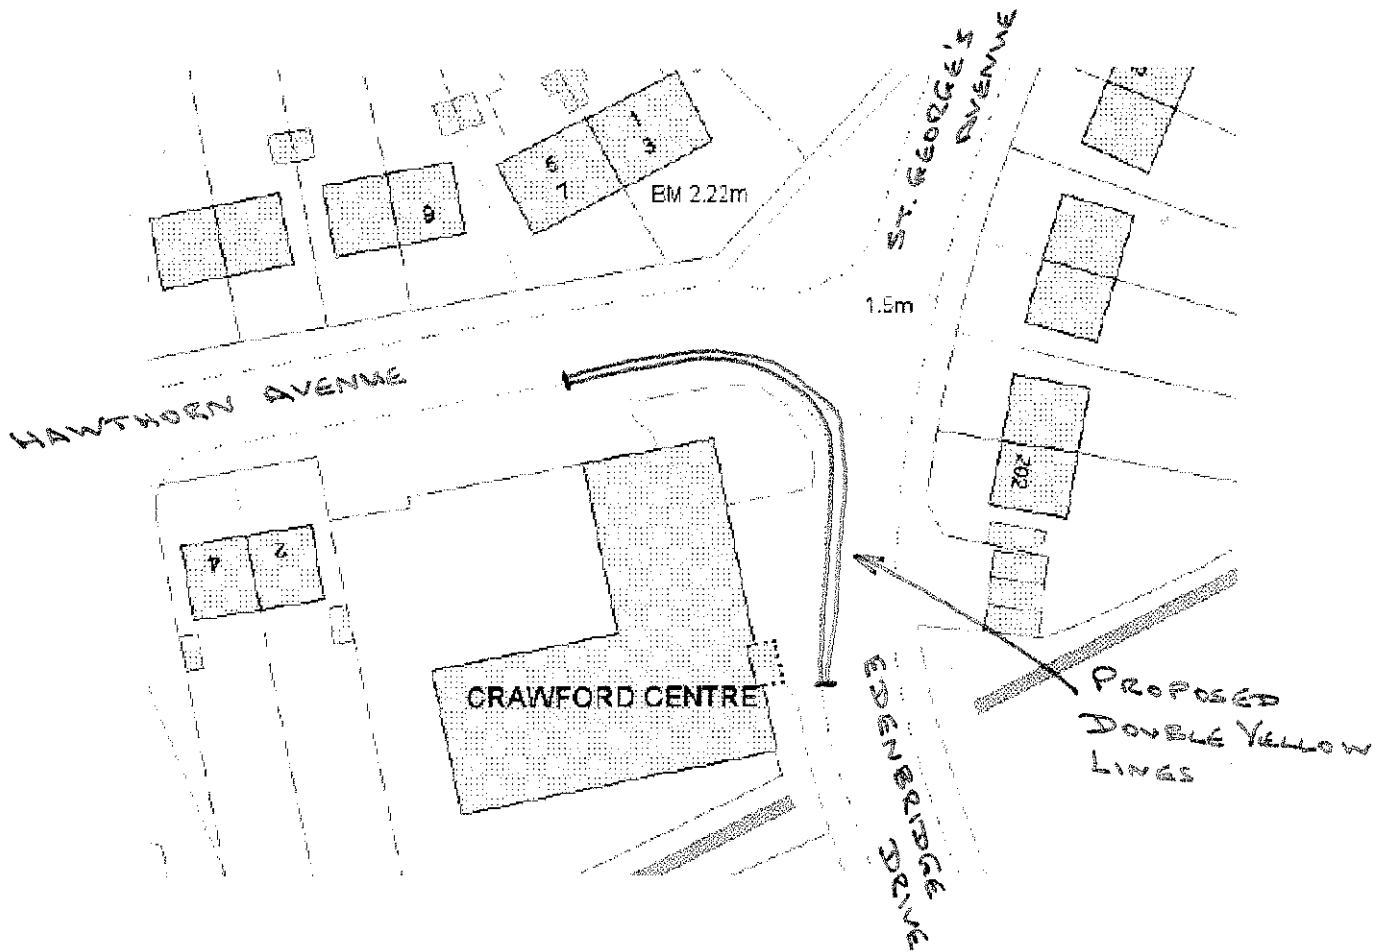 ST. GEORGE'S
AVENUE
1
3
5
7
BM 2.22m
9
1.5m
HAWTHORN AVENUE
202
4
2
CRAWFORD CENTRE
EDENBRIDGE
DRIVE
PROPOSED
DOUBLE YELLOW
LINES